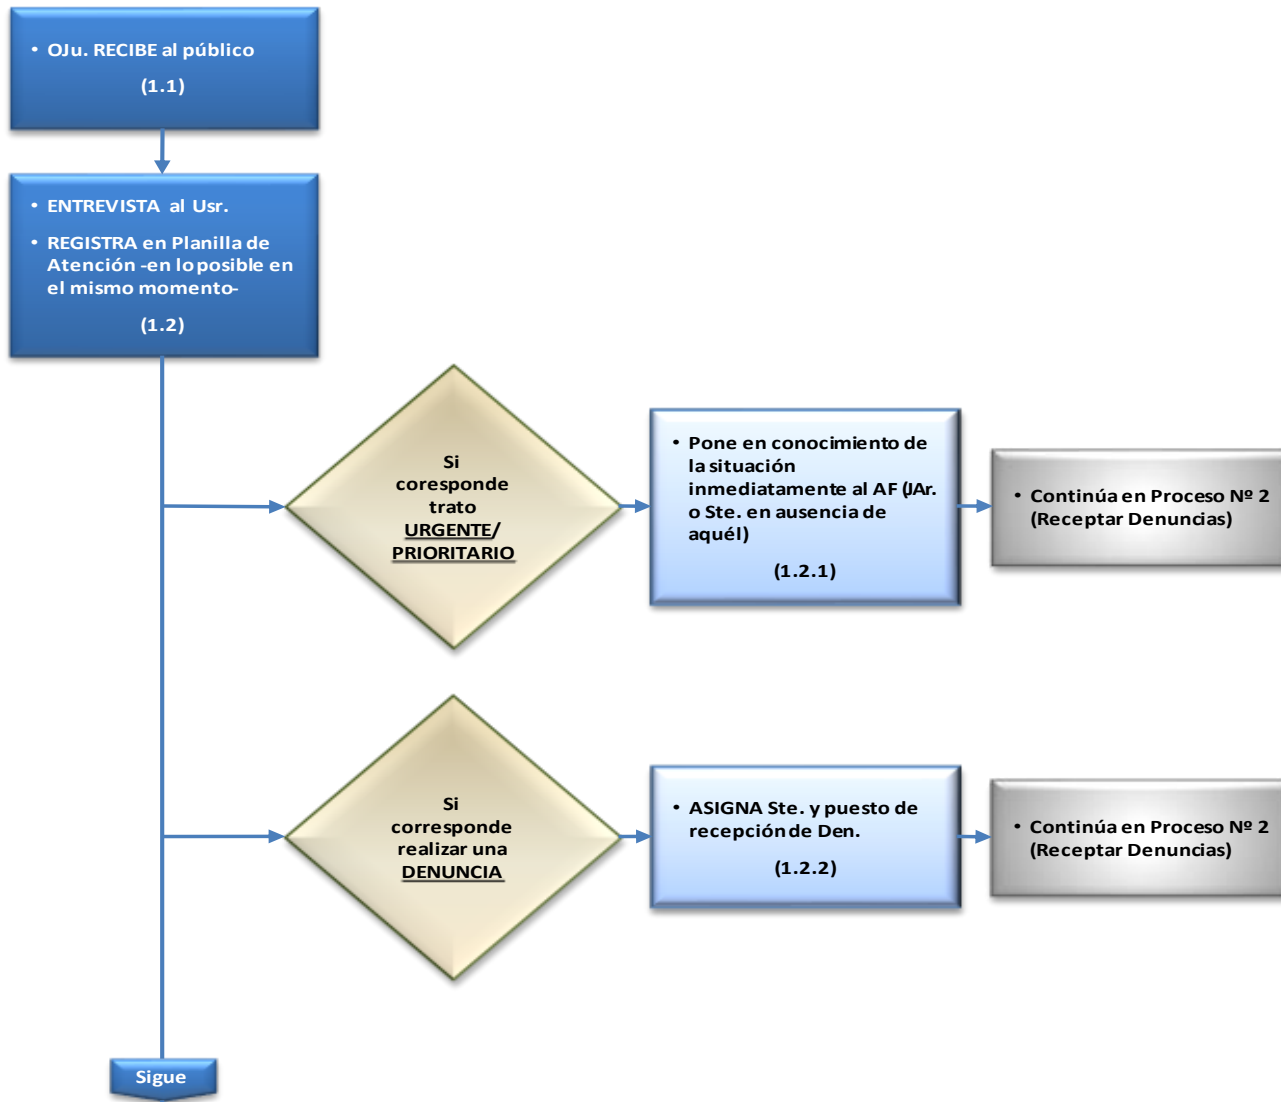 • OJu. RECIBE al público
(1.1)
• ENTREVISTA al Usr.
• REGISTRA en Planilla de
Atención -en lo posible en
el mismo momento-
(1.2)
Si
coresponde
trato
URGENTE/
PRIORITARIO
• Pone en conocimiento de
la situación
inmediatamente al AF (JAr.
o Ste. en ausencia de
aquél)
(1.2.1)
• Continúa en Proceso Nº 2
(Receptar Denuncias)
Si
corresponde
realizar una
DENUNCIA
• ASIGNA Ste. y puesto de
recepción de Den.
(1.2.2)
• Continúa en Proceso Nº 2
(Receptar Denuncias)
Sigue